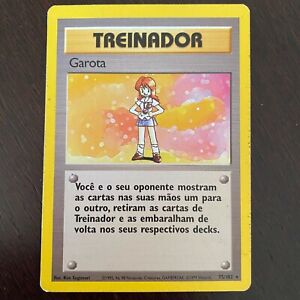 TREINADOR
Garota
Você e o seu oponente mostram
as cartas nas suas mãos um para
o outro, retiram as cartas de
Treinador e as embaralham de
volta nos seus respectivos decks.